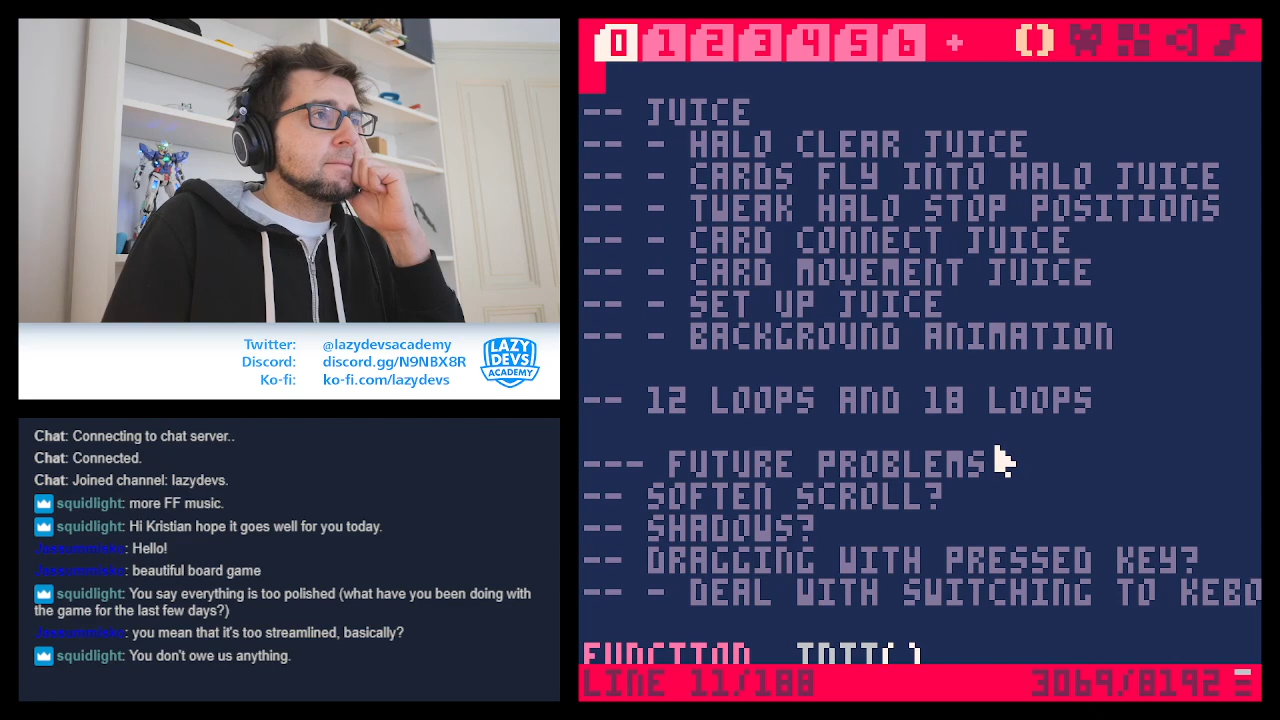 Twitter: @lazydevsacademy
Discord: discord.gg/N9NBX8R
Ko-fi: ko-fi.com/lazydevs
LAZY
DEVS
ACADEMY
Chat: Connecting to chat server..
Chat: Connected.
Chat: Joined channel: lazydevs.
squidlight: more FF music.
squidlight: Hi Kristian hope it goes well for you today.
: Hello!
: beautiful board game
squidlight: You say everything is too polished (what have you been doing with
the game for the last few days?)
: you mean that it's too streamlined, basically?
squidlight: You don't owe us anything.
0 1 2 3 4 5 6 +
-- JUICE
-- - HALO CLEAR JUICE
-- - CARDS FLY INTO HALO JUICE
-- - TWEAK HALO STOP POSITIONS
-- - CARD CONNECT JUICE
-- - CARD MOVEMENT JUICE
-- - SET UP JUICE
-- - BACKGROUND ANIMATION
-- 12 LOOPS AND 18 LOOPS
--- FUTURE PROBLEMS
-- SOFTEN SCROLL?
-- SHADOWS?
-- DRAGGING WITH PRESSED KEY?
-- - DEAL WITH SWITCHING TO KEBO
FUNCTION _INIT()
LINE 11/188 3069/8192